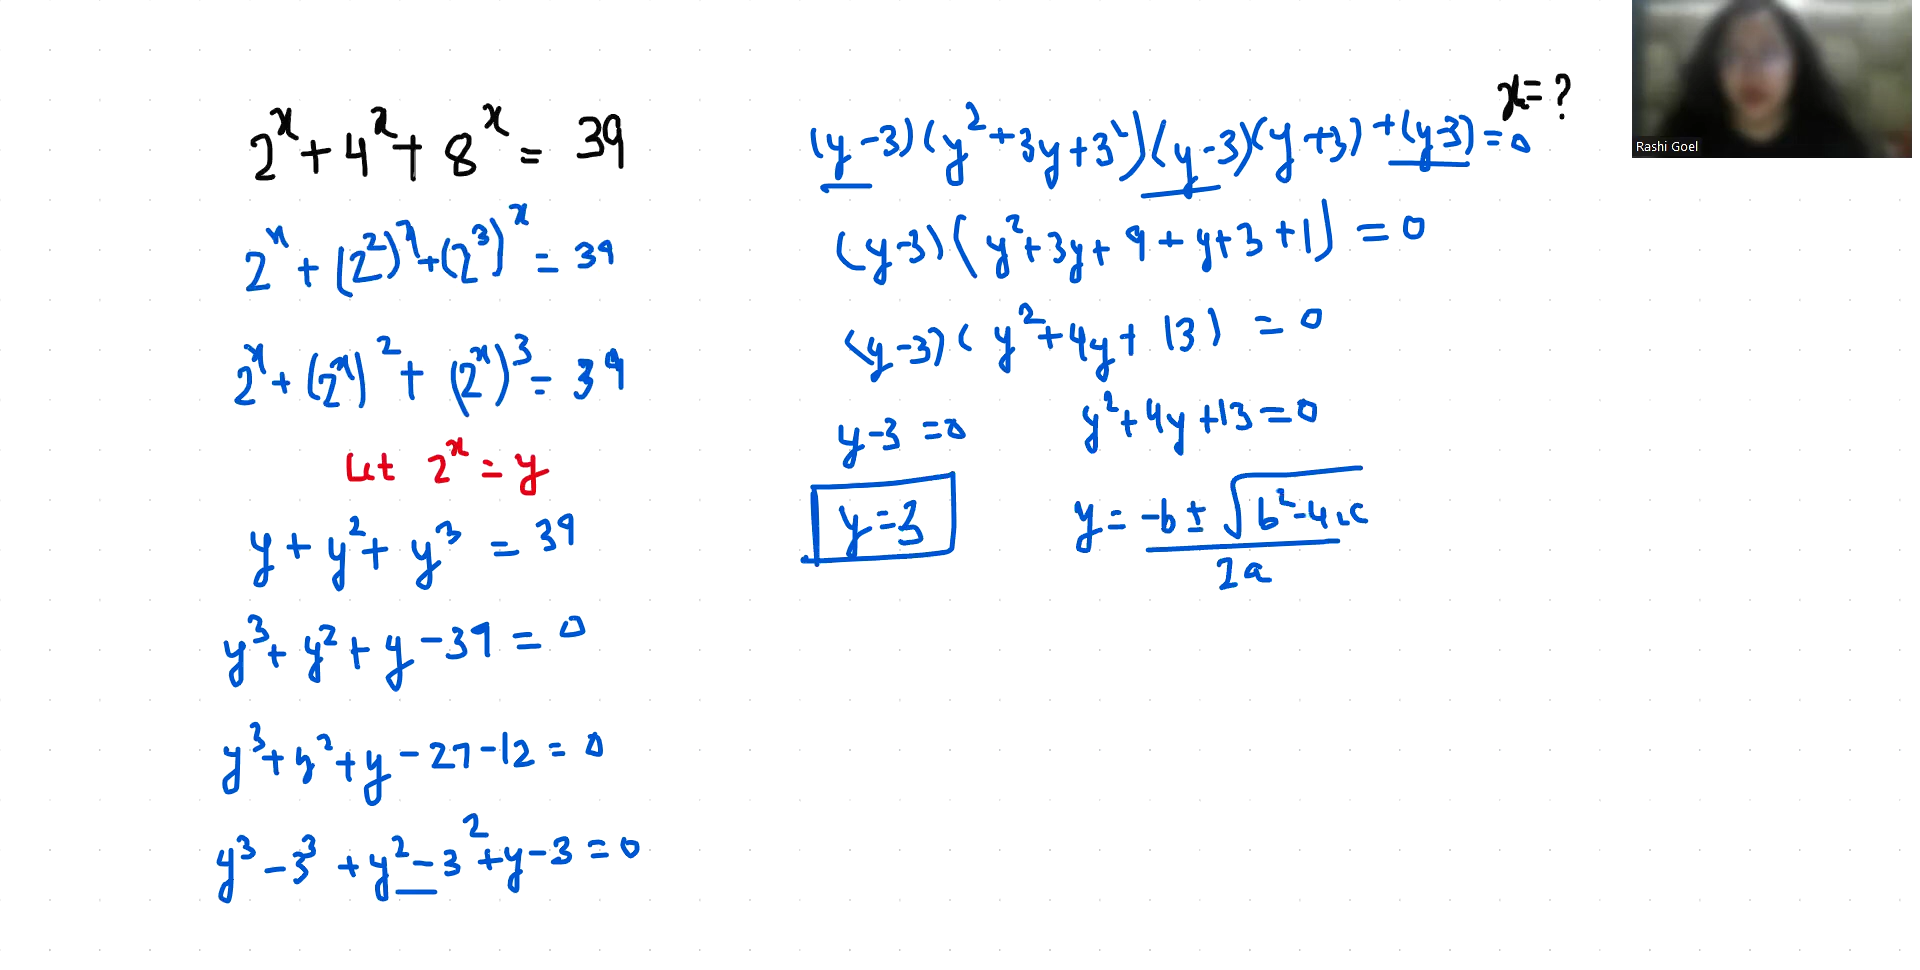 2^x + 4^x + 8^x = 39
2^x + (2^2)^x + (2^3)^x = 39
2^x + (2^x)^2 + (2^x)^3 = 39
Let 2^x = y
y + y^2 + y^3 = 39
y^3 + y^2 + y - 39 = 0
y^3 + y^2 + y - 27 - 12 = 0
y^3 - 3^3 + y^2 - 3^2 + y - 3 = 0
x = ?
(y - 3)(y^2 + 3y + 3^2)(y - 3)(y + 3) + (y - 3) = 0
(y - 3)(y^2 + 3y + 9 + y + 3 + 1) = 0
(y - 3)(y^2 + 4y + 13) = 0
y - 3 = 0
y = 3
y^2 + 4y + 13 = 0
y = -b ± √b^2 - 4ac
2a
Rashi Goel